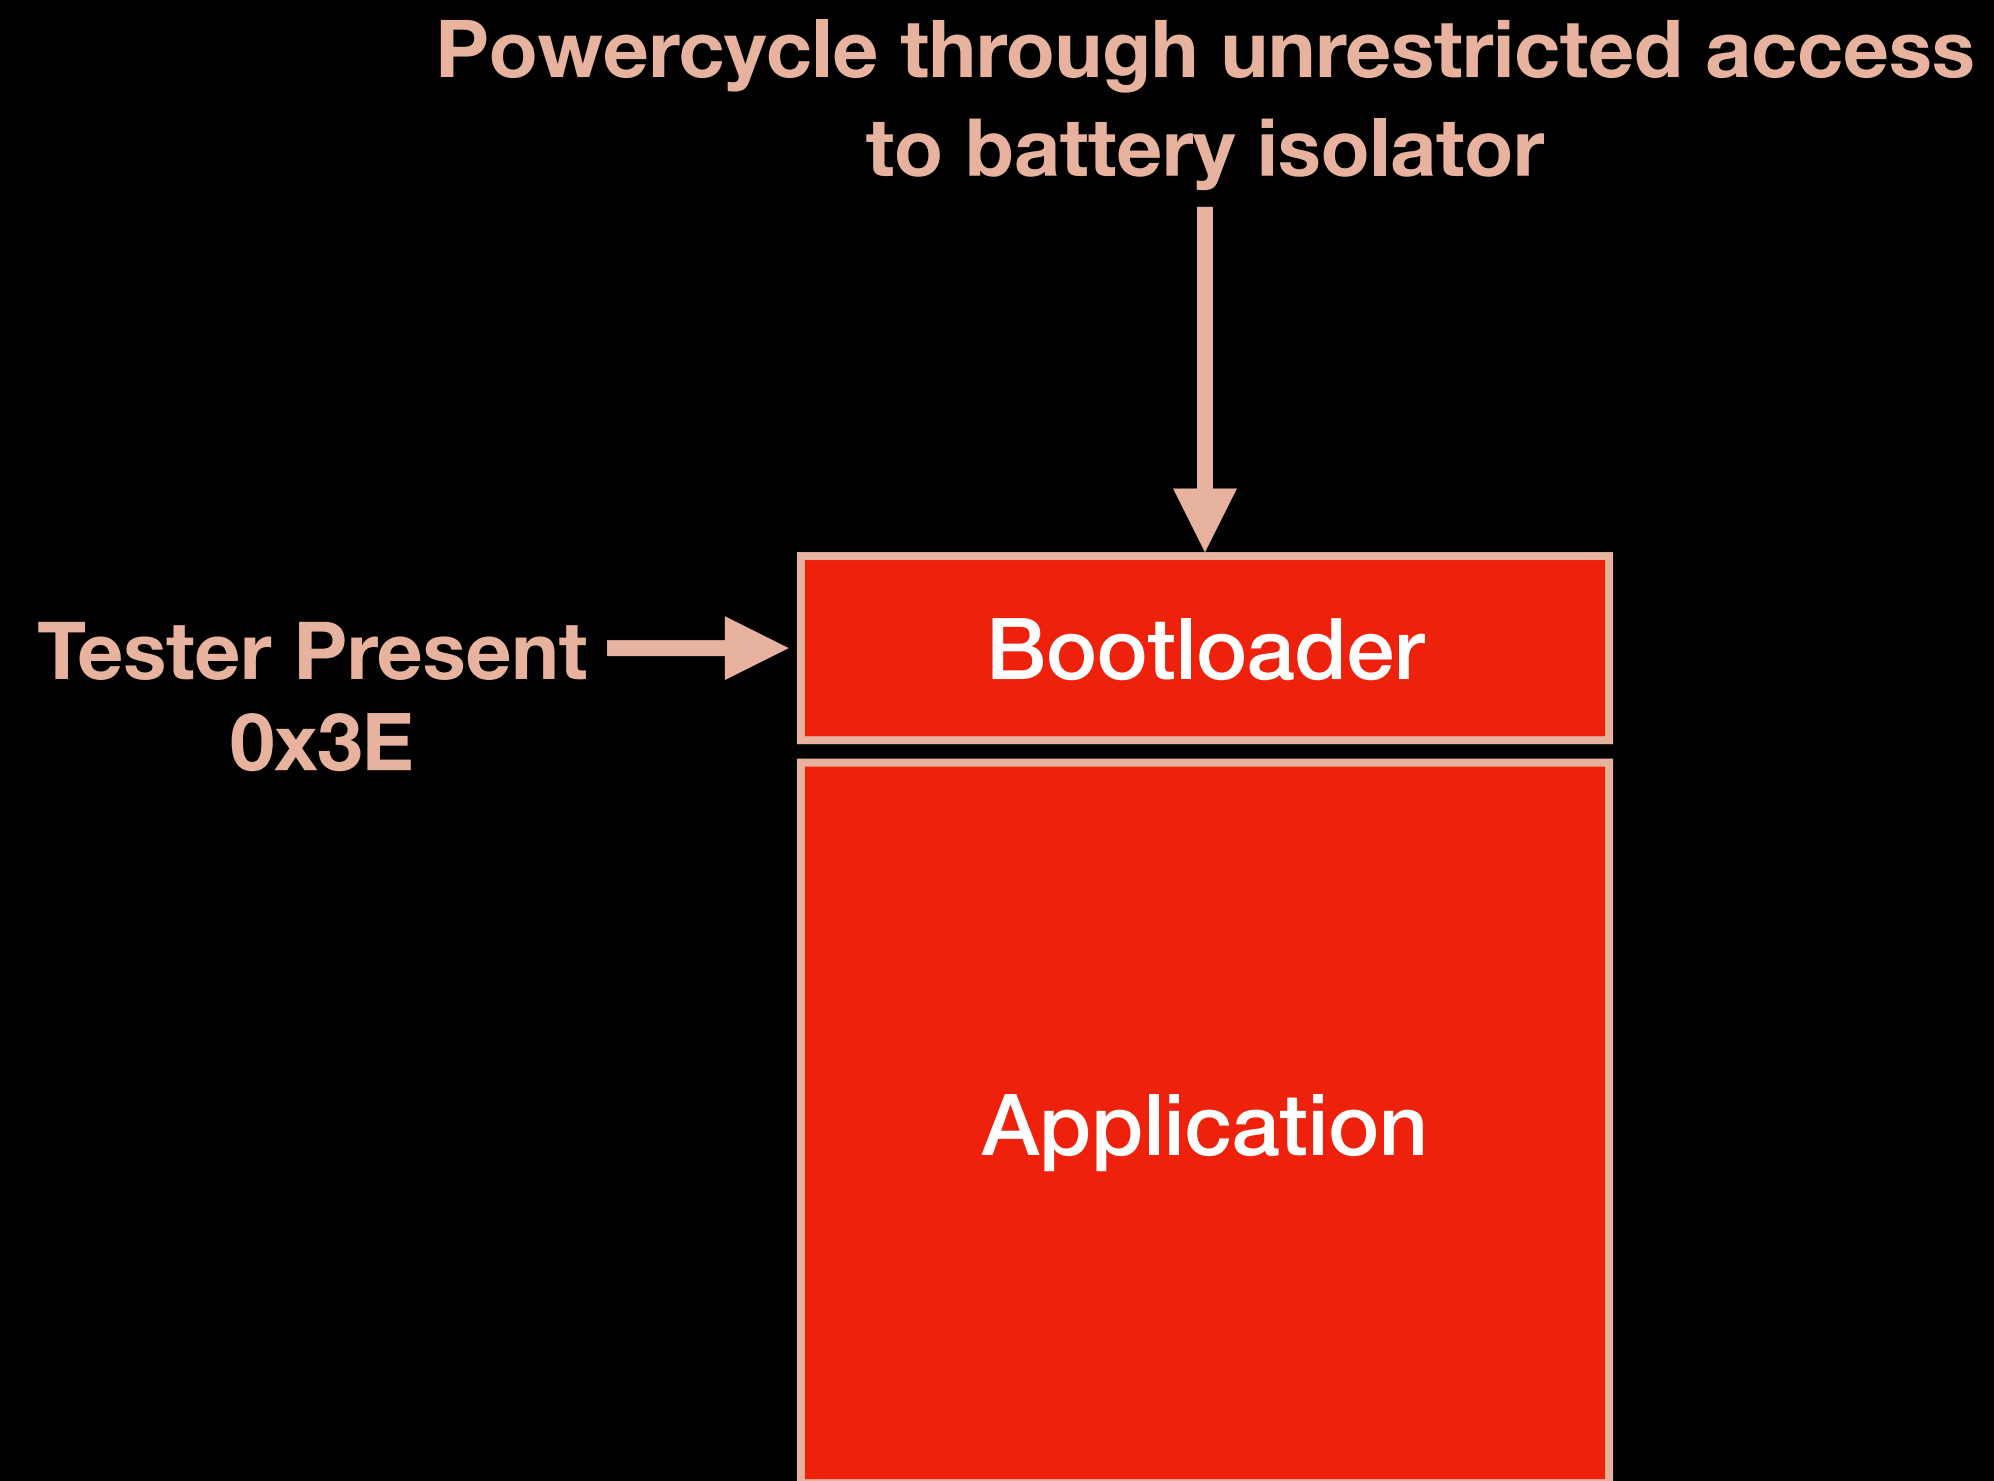 Powercycle through unrestricted access
to battery isolator
Tester Present
0x3E
Bootloader
Application